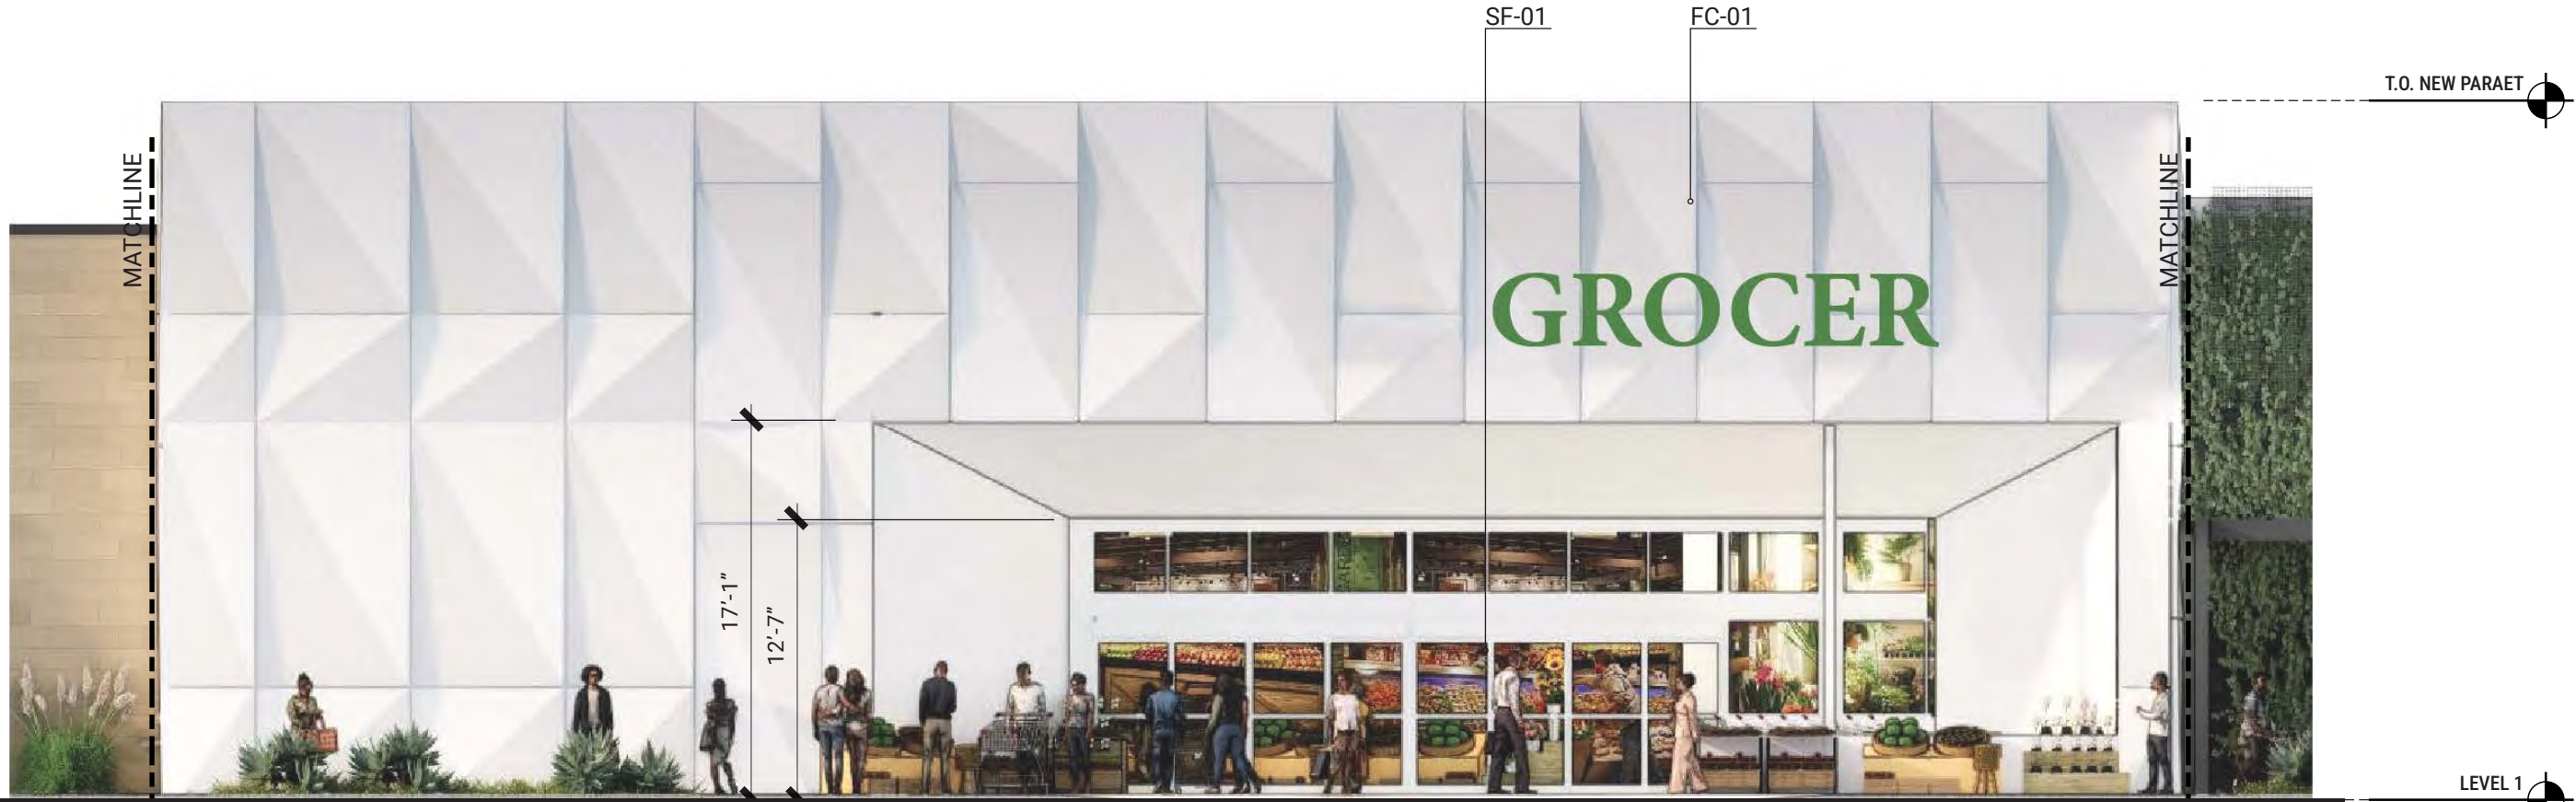 SF-01
FC-01
T.O. NEW PARAET
MATCHLINE
MATCHLINE
GROCER
17'-1"
12'-7"
LEVEL 1